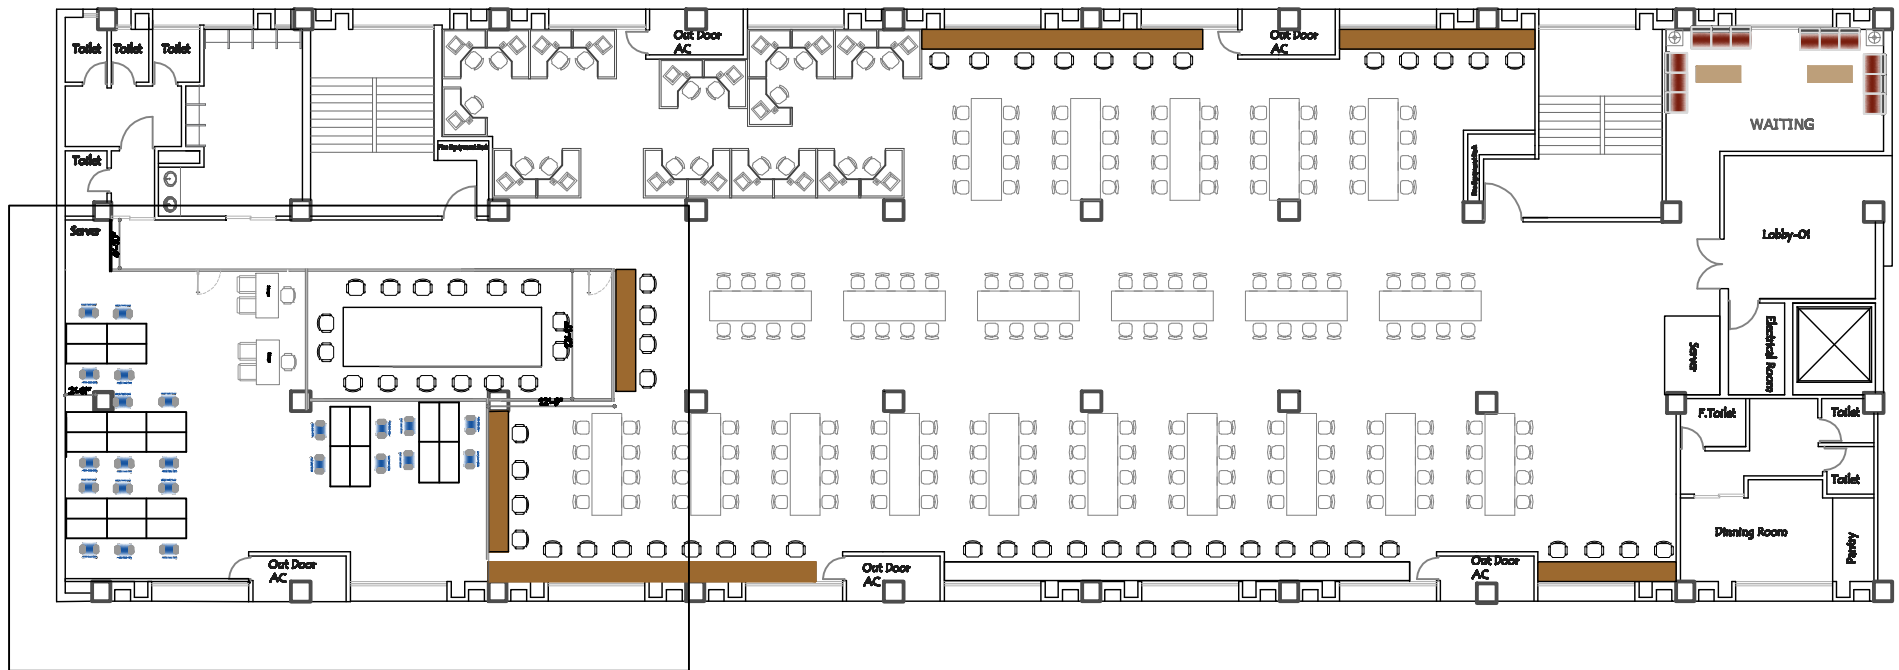 Toilet
Toilet
Toilet
Out Door
AC
Out Door
AC
WAITING
Toilet
Server
Lobby-01
Electrical Room
Server
F.Toilet
Toilet
Toilet
Dinning Room
Pantry
Out Door
AC
Out Door
AC
Out Door
AC